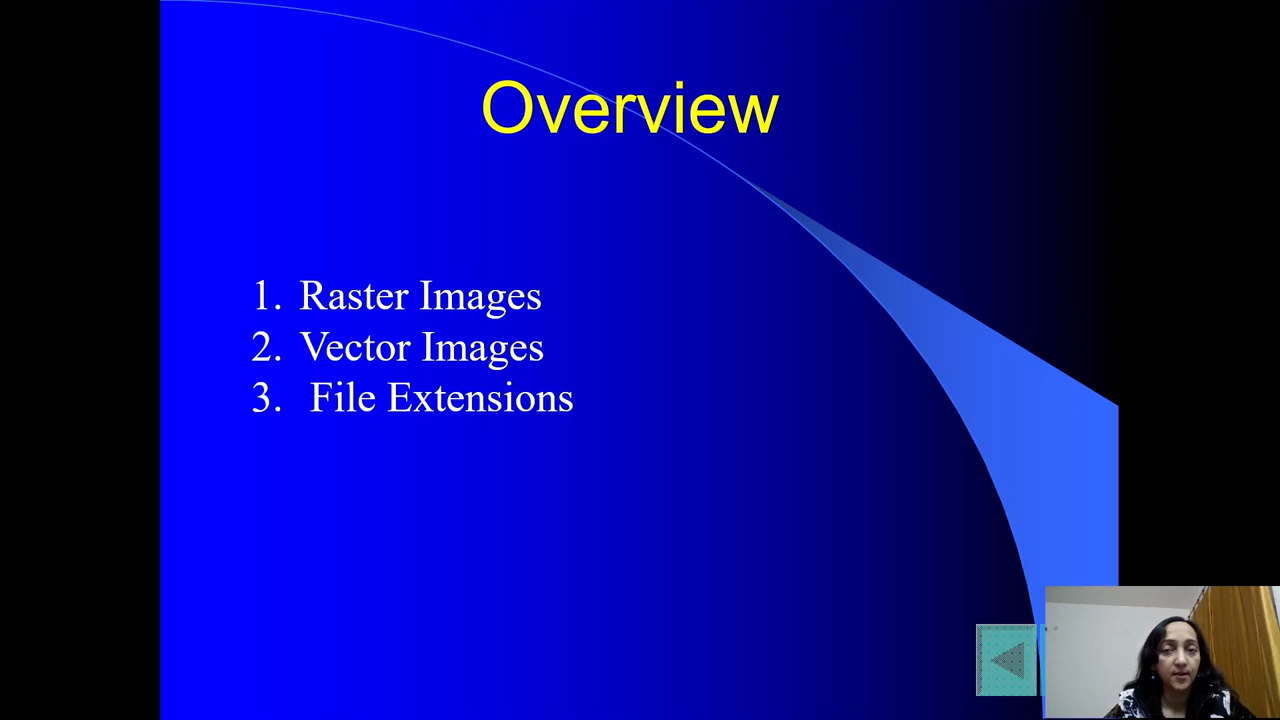 Overview
1. Raster Images
2. Vector Images
3. File Extensions